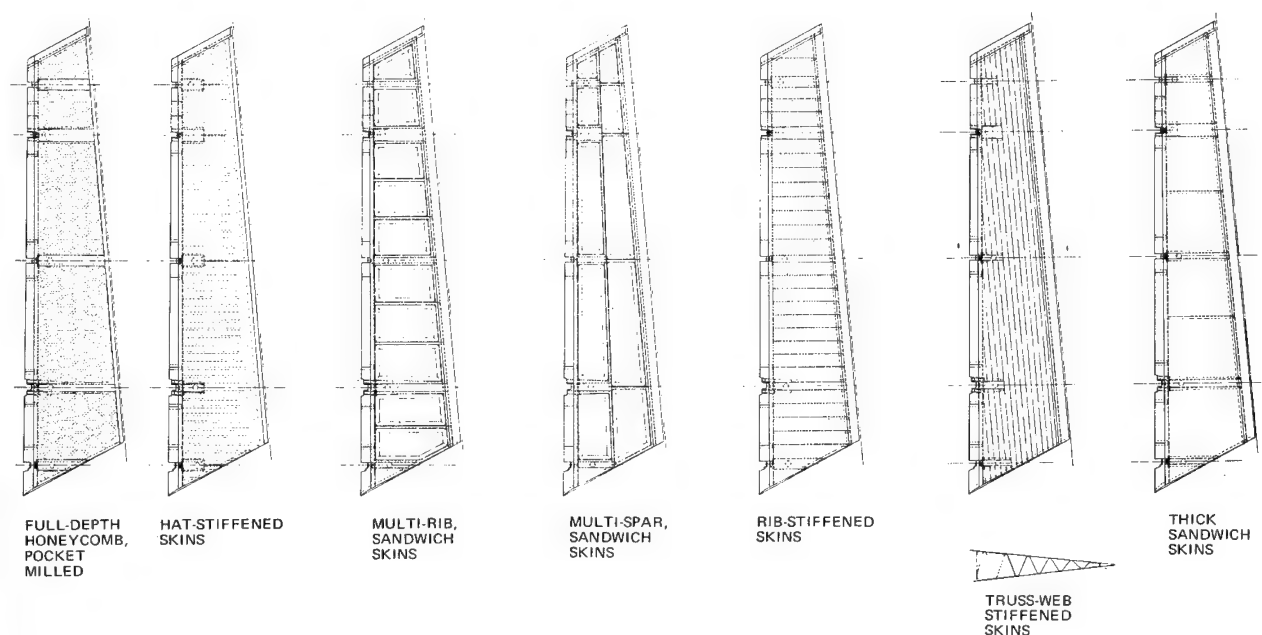 FULL-DEPTH
HONEYCOMB,
POCKET
MILLED
HAT-STIFFENED
SKINS
MULTI-RIB,
SANDWICH
SKINS
MULTI-SPAR,
SANDWICH
SKINS
RIB-STIFFENED
SKINS
TRUSS-WEB
STIFFENED
SKINS
THICK
SANDWICH
SKINS